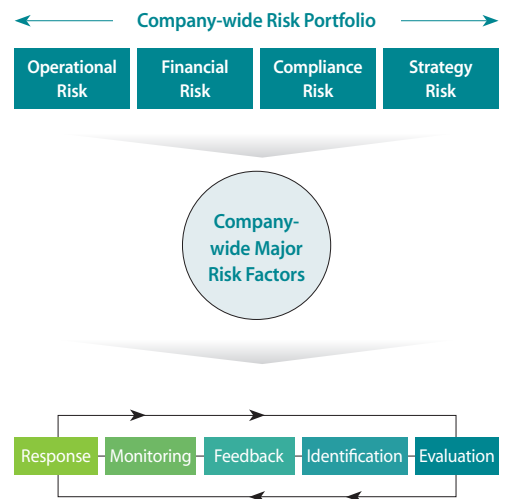 Company-wide Risk Portfolio
Operational
Risk
Financial
Risk
Compliance
Risk
Strategy
Risk
Company-
wide Major
Risk Factors
Response
Monitoring
Feedback
Identification
Evaluation